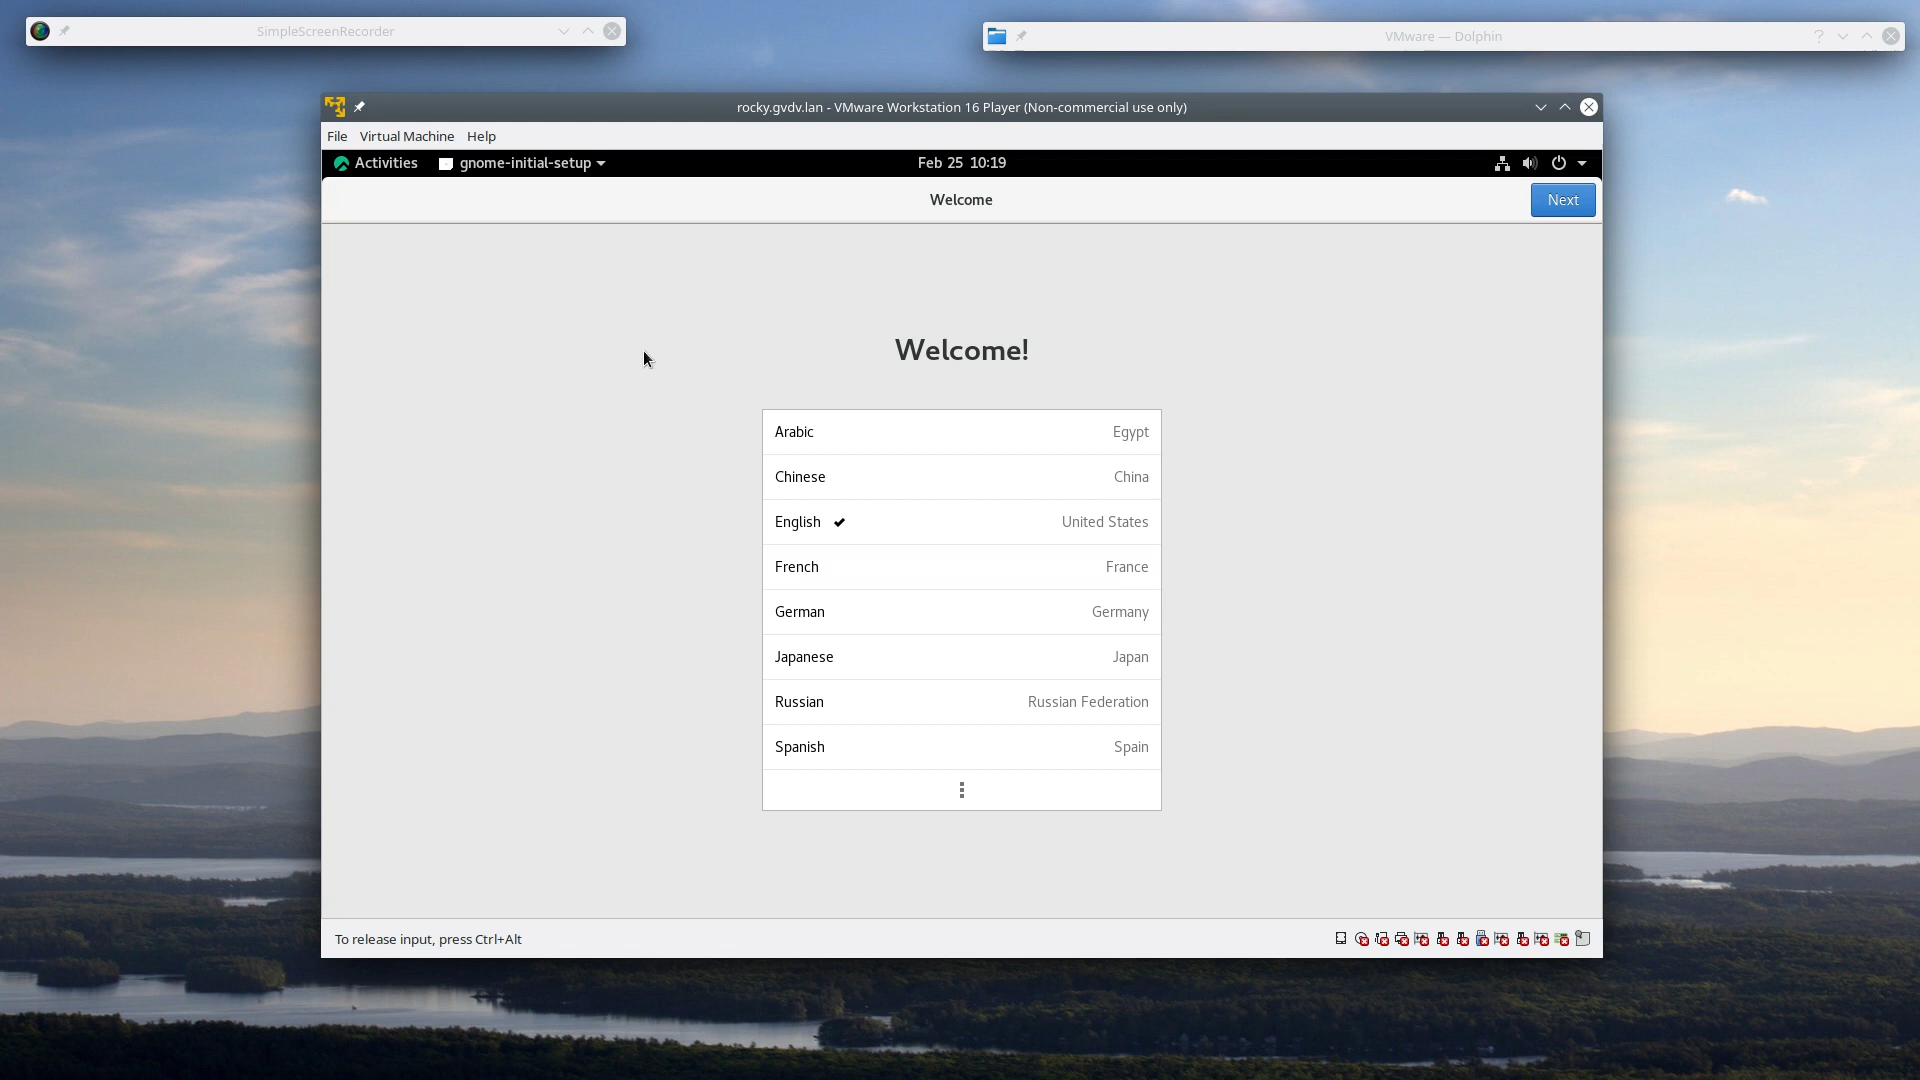 SimpleScreenRecorder
VMware — Dolphin
rocky.gvdv.lan - VMware Workstation 16 Player (Non-commercial use only)
File Virtual Machine Help
Activities gnome-initial-setup Feb 25 10:19
Welcome
Next
Welcome!
Arabic Egypt
Chinese China
English United States
French France
German Germany
Japanese Japan
Russian Russian Federation
Spanish Spain
To release input, press Ctrl+Alt